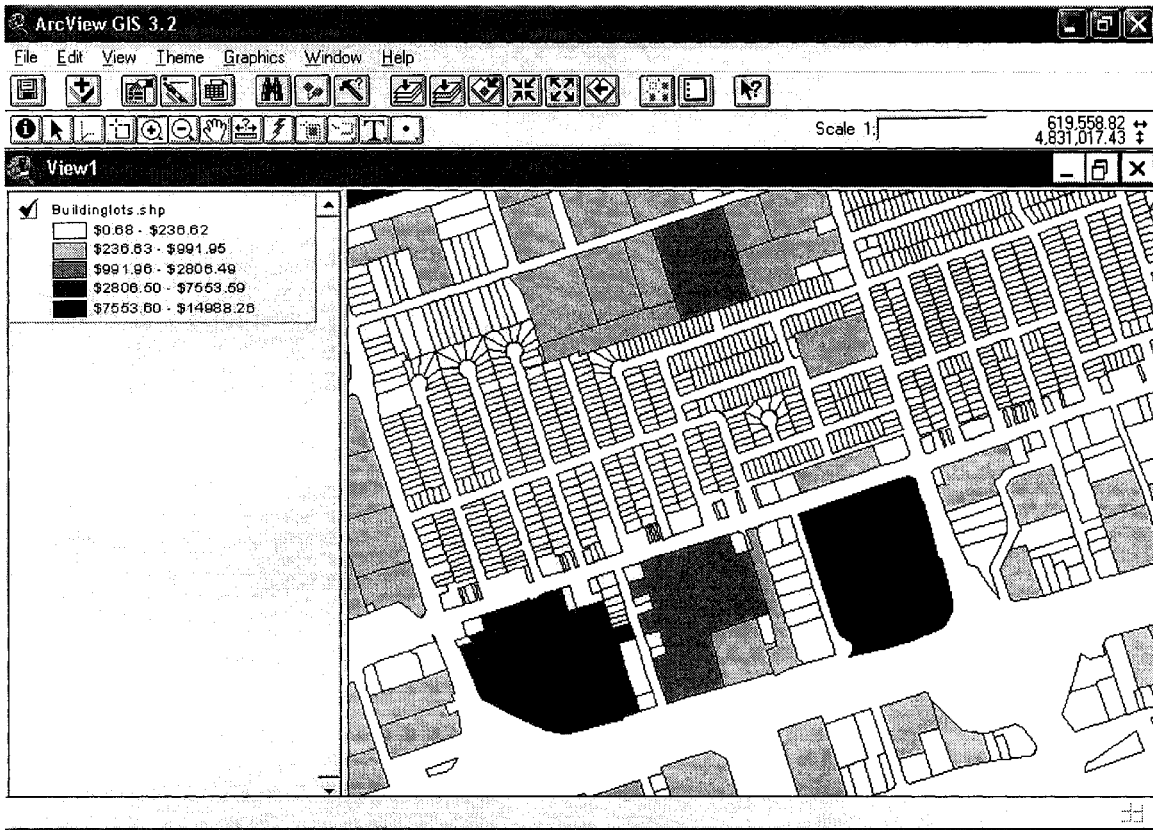 ArcView GIS 3.2
File Edit View Theme Graphics Window Help
Scale 1: 619,558.82
4,831,017.43
View1
Buildinglots.shp
$0.68 - $236.62
$236.63 - $991.95
$991.96 - $2806.49
$2806.50 - $7553.59
$7553.60 - $14988.26